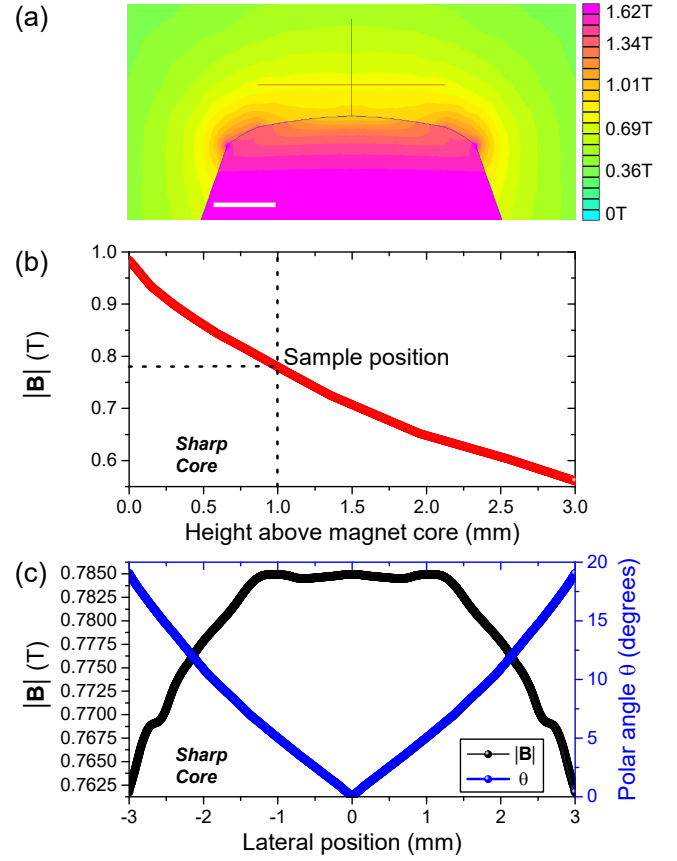 (a)
1.62T
1.34T
1.01T
0.69T
0.36T
0T
(b)
1.0
0.9
0.8
0.7
0.6
|B| (T)
Sample position
Sharp
Core
0.0 0.5 1.0 1.5 2.0 2.5 3.0
Height above magnet core (mm)
(c)
0.7850
0.7825
0.7800
0.7775
0.7750
0.7725
0.7700
0.7675
0.7650
0.7625
|B| (T)
Sharp
Core
|B|
θ
20
15
10
5
0
Polar angle θ (degrees)
-3 -2 -1 0 1 2 3
Lateral position (mm)